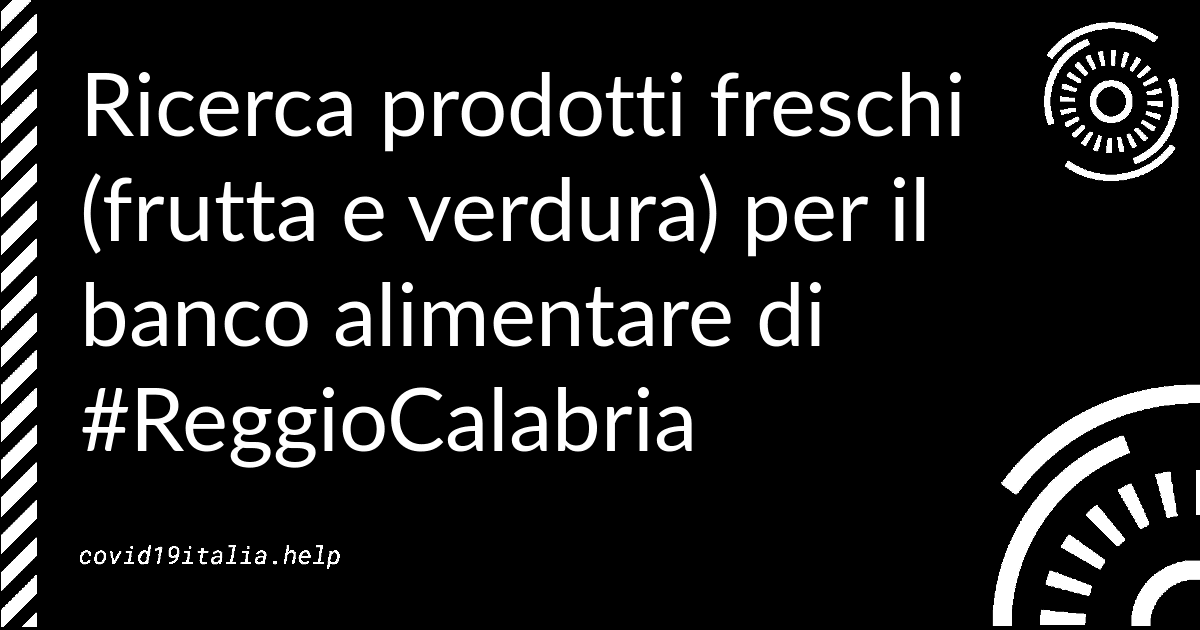 Ricerca prodotti freschi
(frutta e verdura) per il
banco alimentare di
#ReggioCalabria
covid19italia.help